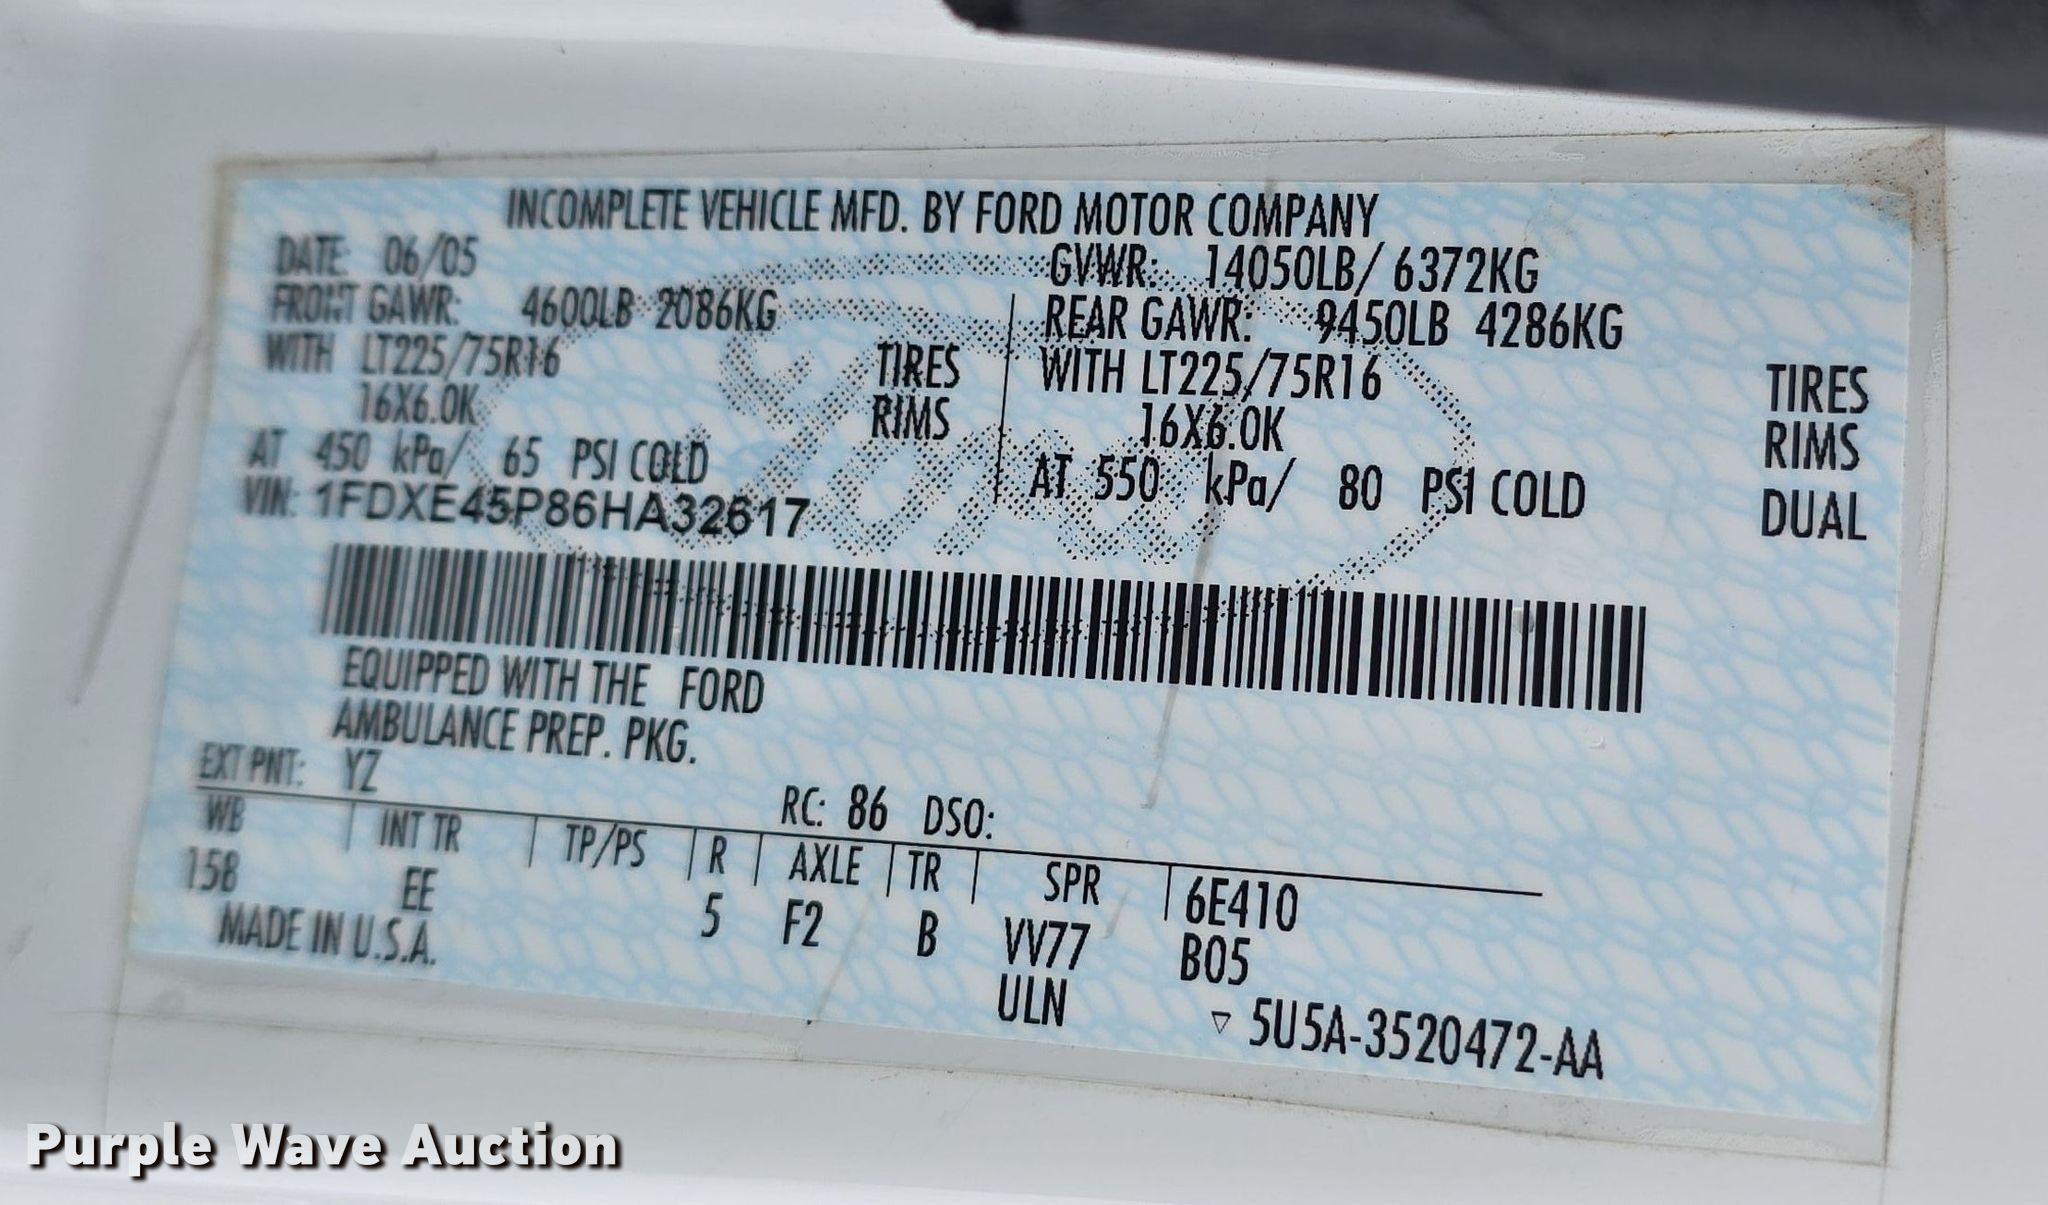 INCOMPLETE VEHICLE MFD. BY FORD MOTOR COMPANY
DATE: 06/05 GVWR: 14050LB/ 6372KG
FRONT GAWR: 4600LB 2086KG REAR GAWR: 9450LB 4286KG
WITH LT225/75R16 TIRES WITH LT225/75R16 TIRES
16X6.0K RIMS 16X6.0K RIMS
AT 450 kPa/ 65 PSI COLD AT 550 kPa/ 80 PSI COLD DUAL
VIN: 1FDXE45P86HA32617
Ford
EQUIPPED WITH THE FORD
AMBULANCE PREP. PKG.
EXT PNT: YZ RC: 86 DSO:
WB INT TR TP/PS R AXLE TR SPR 6E410
158 EE 5 F2 B VV77 B05
MADE IN U.S.A. ULN ▽ 5U5A-3520472-AA
Purple Wave Auction